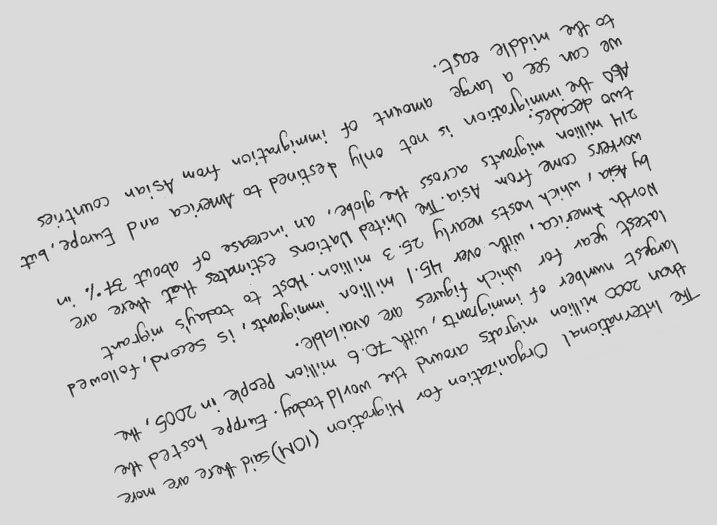 The International Organization for Migration (IOM) said there are more
than 2000 million migrats around the world today. Eurppe hosted the
largest number of immigrants, with 70.6 million People in 2005, the
latest year for which figures are available.
North America, with over 45.1 million immigrants, is second, followed
by Asia, which hosts nearly 25.3 million. Host to today's migrant
workers come from Asia. The United Nations estimates that there are
214 million migrants across the globe, an increase of about 37% in
two decades.
Also the immigration is not only destined to America and Europe, but
we can see a large amount of immigration from Asian countries
to the middle east.